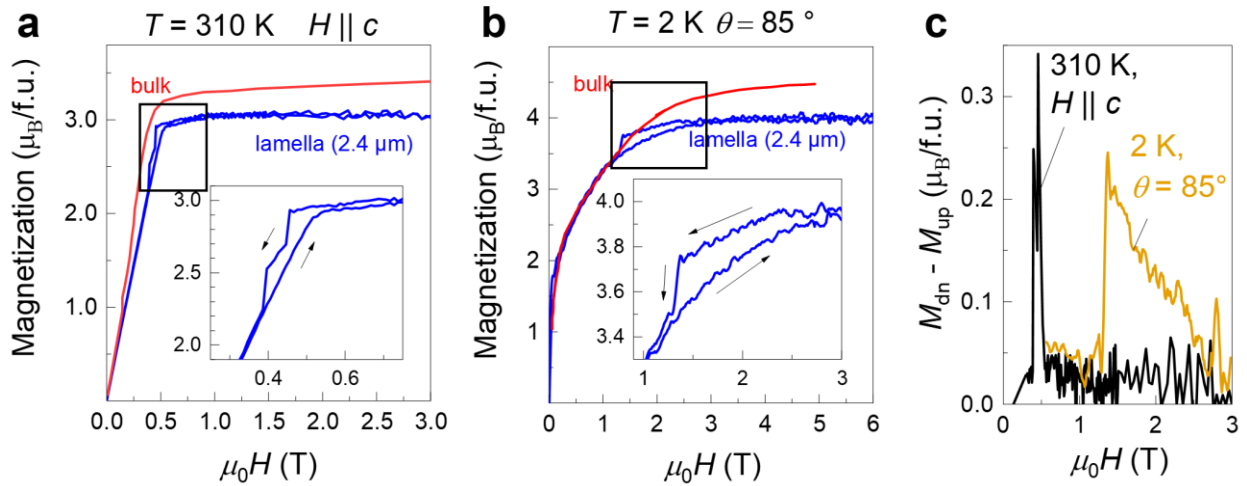 a
T = 310 K H || c
Magnetization (μB/f.u.)
3.0
2.0
1.0
0.0
bulk
lamella (2.4 μm)
3.0
2.5
2.0
0.4 0.6
0.0 0.5 1.0 1.5 2.0 2.5 3.0
μ0H (T)
b
T = 2 K θ = 85 °
Magnetization (μB/f.u.)
5
4
3
2
1
bulk
lamella (2.4 μm)
4.0
3.8
3.6
3.4
1 2 3
0 1 2 3 4 5 6
μ0H (T)
c
Mdn - Mup (μB/f.u.)
0.3
0.2
0.1
0.0
310 K,
H || c
2 K,
θ = 85°
0 1 2 3
μ0H (T)